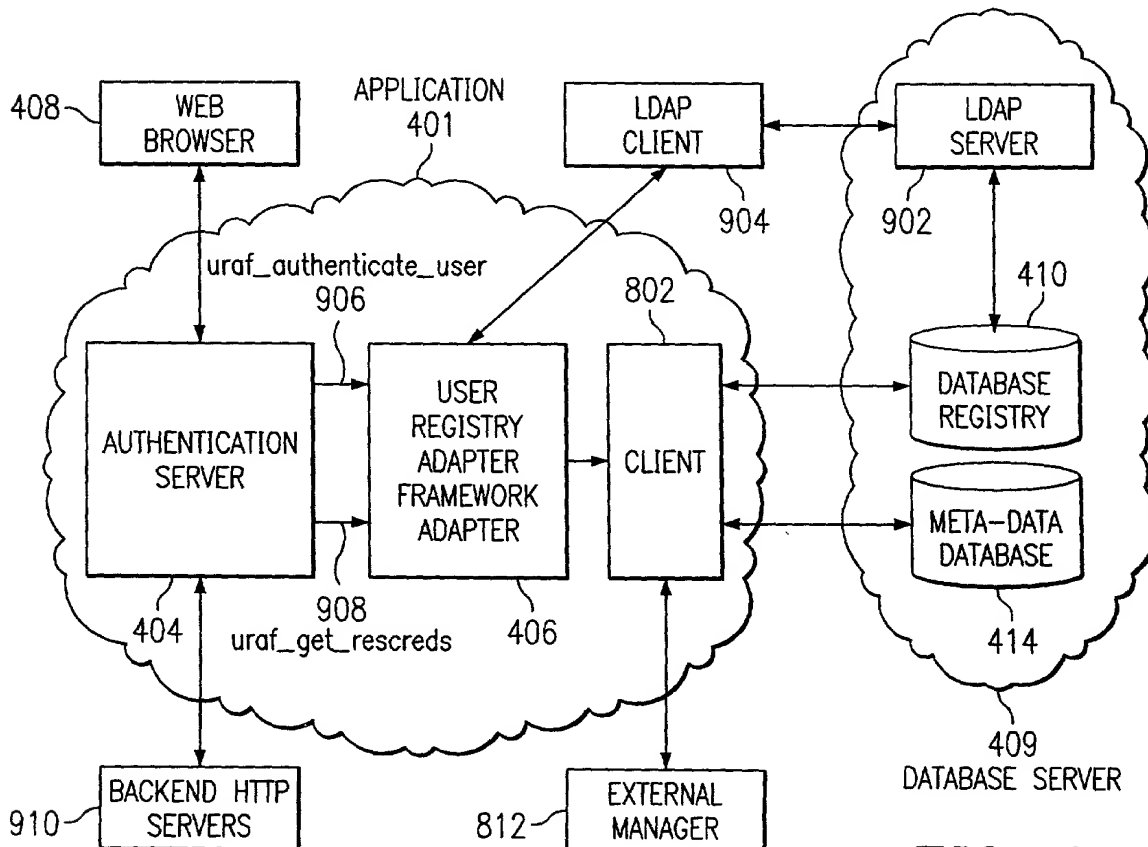 408
WEB
BROWSER
APPLICATION
401
LDAP
CLIENT
904
LDAP
SERVER
902
uraf_authenticate_user
906
802
410
AUTHENTICATION
SERVER
USER
REGISTRY
ADAPTER
FRAMEWORK
ADAPTER
CLIENT
DATABASE
REGISTRY
META-DATA
DATABASE
404
908
uraf_get_rescreds
406
414
409
DATABASE SERVER
910
BACKEND HTTP
SERVERS
812
EXTERNAL
MANAGER